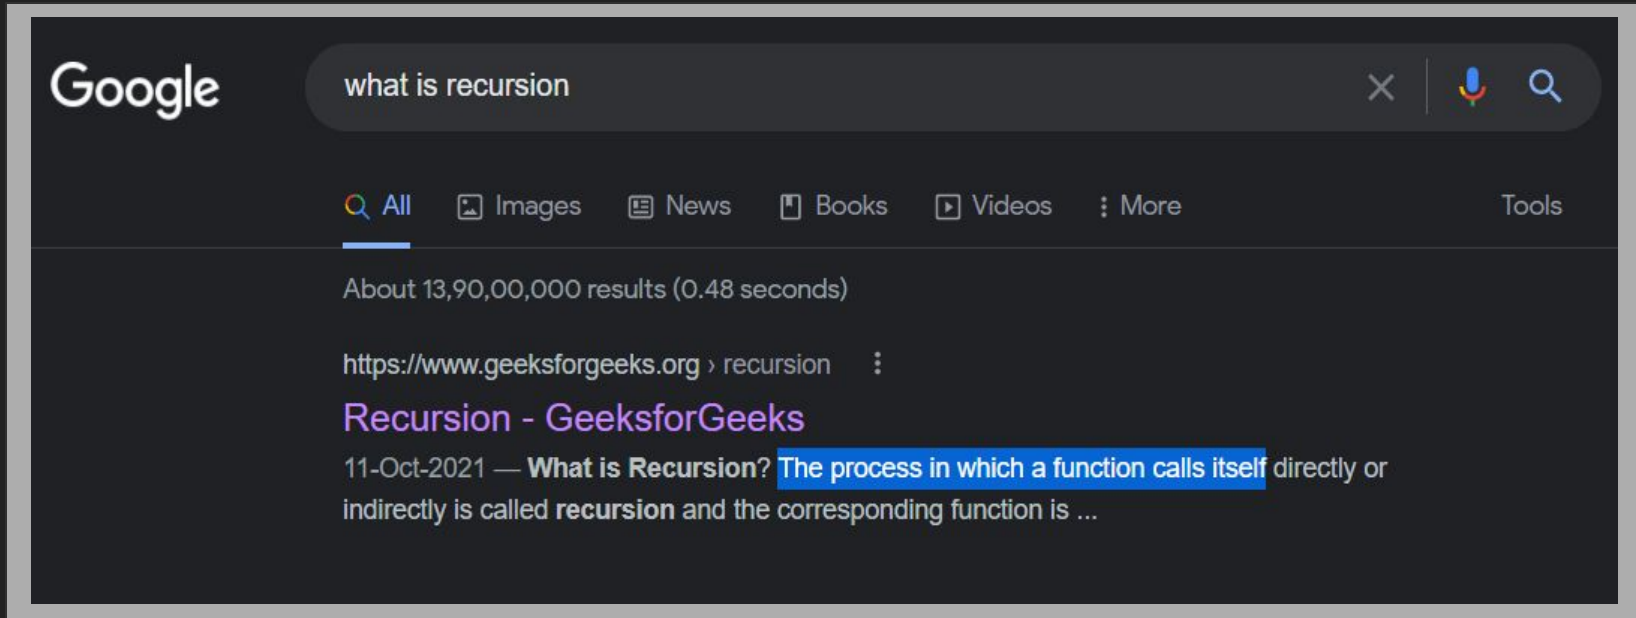 Google
what is recursion
All Images News Books Videos More Tools
About 13,90,00,000 results (0.48 seconds)
https://www.geeksforgeeks.org › recursion
Recursion - GeeksforGeeks
11-Oct-2021 — What is Recursion? The process in which a function calls itself directly or
indirectly is called recursion and the corresponding function is ...